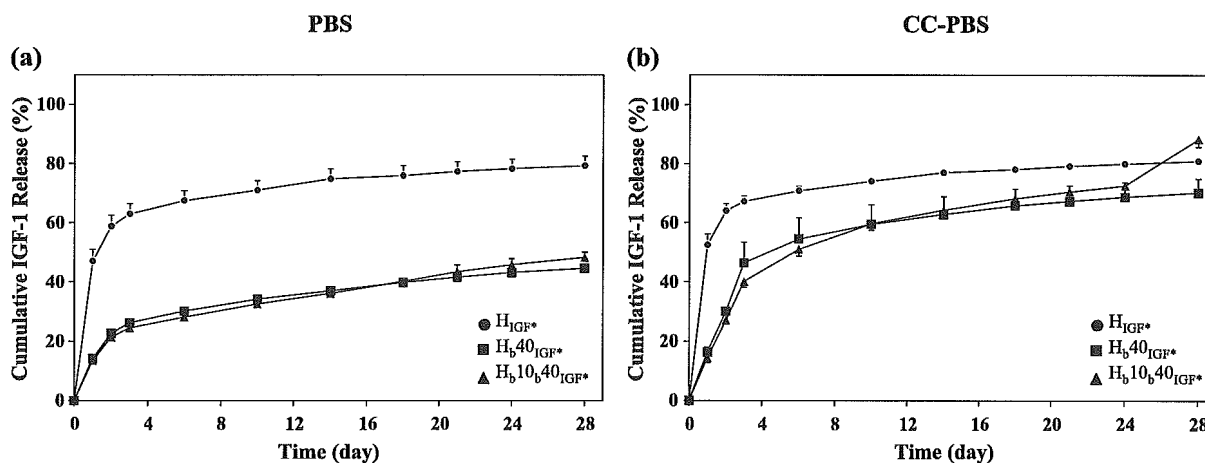 PBS
CC-PBS
(a)
(b)
Cumulative IGF-1 Release (%)
100
80
60
40
20
0
0 4 8 12 16 20 24 28
Time (day)
H_IGF*
H_b40_IGF*
H_b10_b40_IGF*
Cumulative IGF-1 Release (%)
100
80
60
40
20
0
0 4 8 12 16 20 24 28
Time (day)
H_IGF*
H_b40_IGF*
H_b10_b40_IGF*